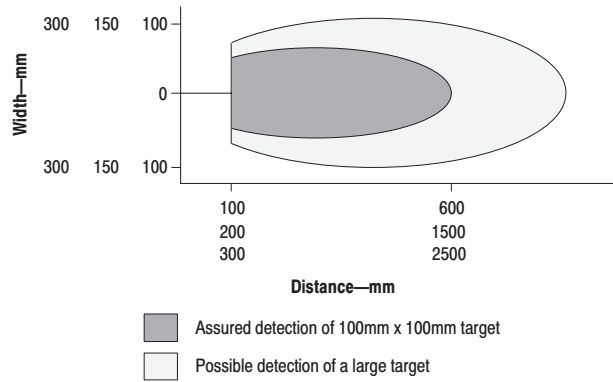 300 150 100
Width—mm
0
300 150 100
100 600
200 1500
300 2500
Distance—mm
Assured detection of 100mm x 100mm target
Possible detection of a large target